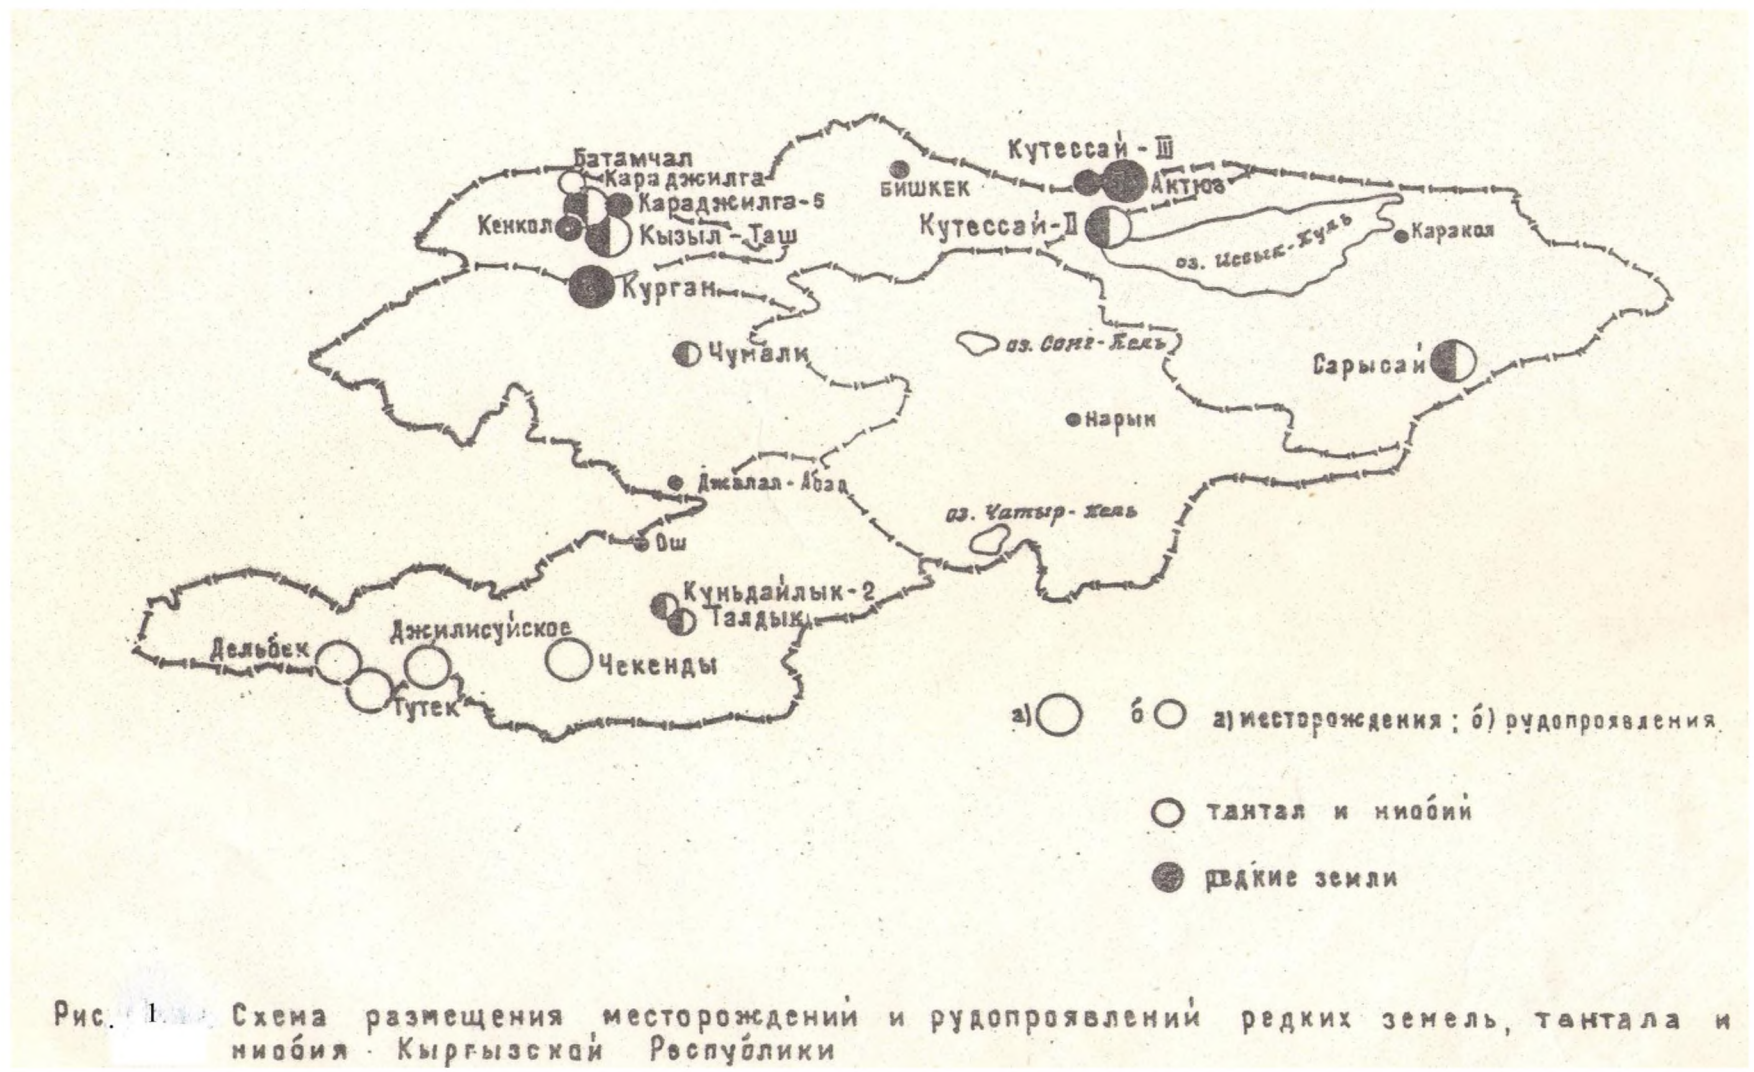 Кутессай - III
Батамчал
Караджилга
БИШКЕК
Актюз
Караджилга-5
Кенкол
Кызыл - Таш
Кутессай-II
оз. Иссык-Куль
Каракол
Курган
Чумали
оз. Сонг-Кель
Сарысай
Нарын
Джалал-Абад
оз. Чатыр-Кель
Ош
Куньдайлык-2
Талдык
Джилисуйское
Дельбек
Чекенды
Тутек
а) б а) месторождения; б) рудопроявления
тантал и ниобий
редкие земли
Рис. 1. Схема размещения месторождений и рудопроявлений редких земель, тантала и
ниобия Кыргызской Республики